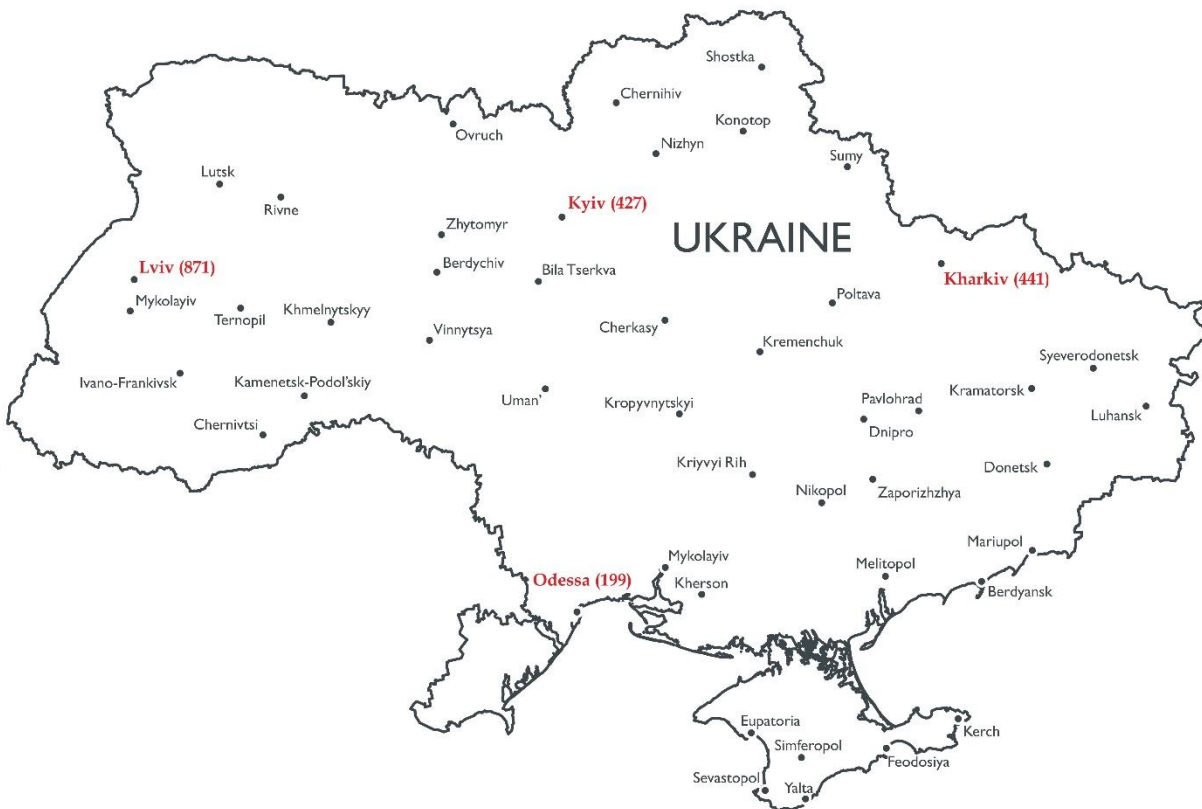 Shostka
Chernihiv
Konotop
Ovruch
Nizhyn
Sumy
Lutsk
Rivne
Kyiv (427)
Zhytomyr
UKRAINE
Lviv (871)
Berdychiv
Bila Tserkva
Kharkiv (441)
Mykolayiv
Ternopil
Khmelnytskyy
Poltava
Vinnytsya
Cherkasy
Kremenchuk
Syeverodonetsk
Ivano-Frankivsk
Kamenetsk-Podol'skiy
Uman'
Kropyvnytskyi
Pavlohrad
Kramatorsk
Chernivtsi
Dnipro
Luhansk
Kriyvyi Rih
Donetsk
Nikopol
Zaporizhzhya
Mariupol
Mykolayiv
Melitopol
Odessa (199)
Kherson
Berdyansk
Eupatoria
Kerch
Simferopol
Feodosiya
Sevastopol
Yalta